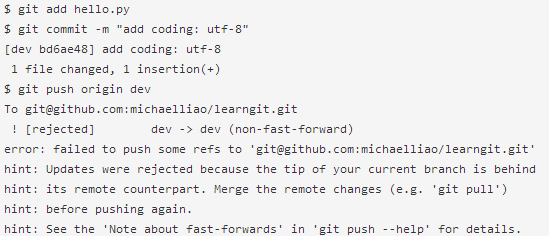 $ git add hello.py
$ git commit -m "add coding: utf-8"
[dev bd6ae48] add coding: utf-8
 1 file changed, 1 insertion(+)
$ git push origin dev
To git@github.com:michaelliao/learngit.git
 ! [rejected]        dev -> dev (non-fast-forward)
error: failed to push some refs to 'git@github.com:michaelliao/learngit.git'
hint: Updates were rejected because the tip of your current branch is behind
hint: its remote counterpart. Merge the remote changes (e.g. 'git pull')
hint: before pushing again.
hint: See the 'Note about fast-forwards' in 'git push --help' for details.